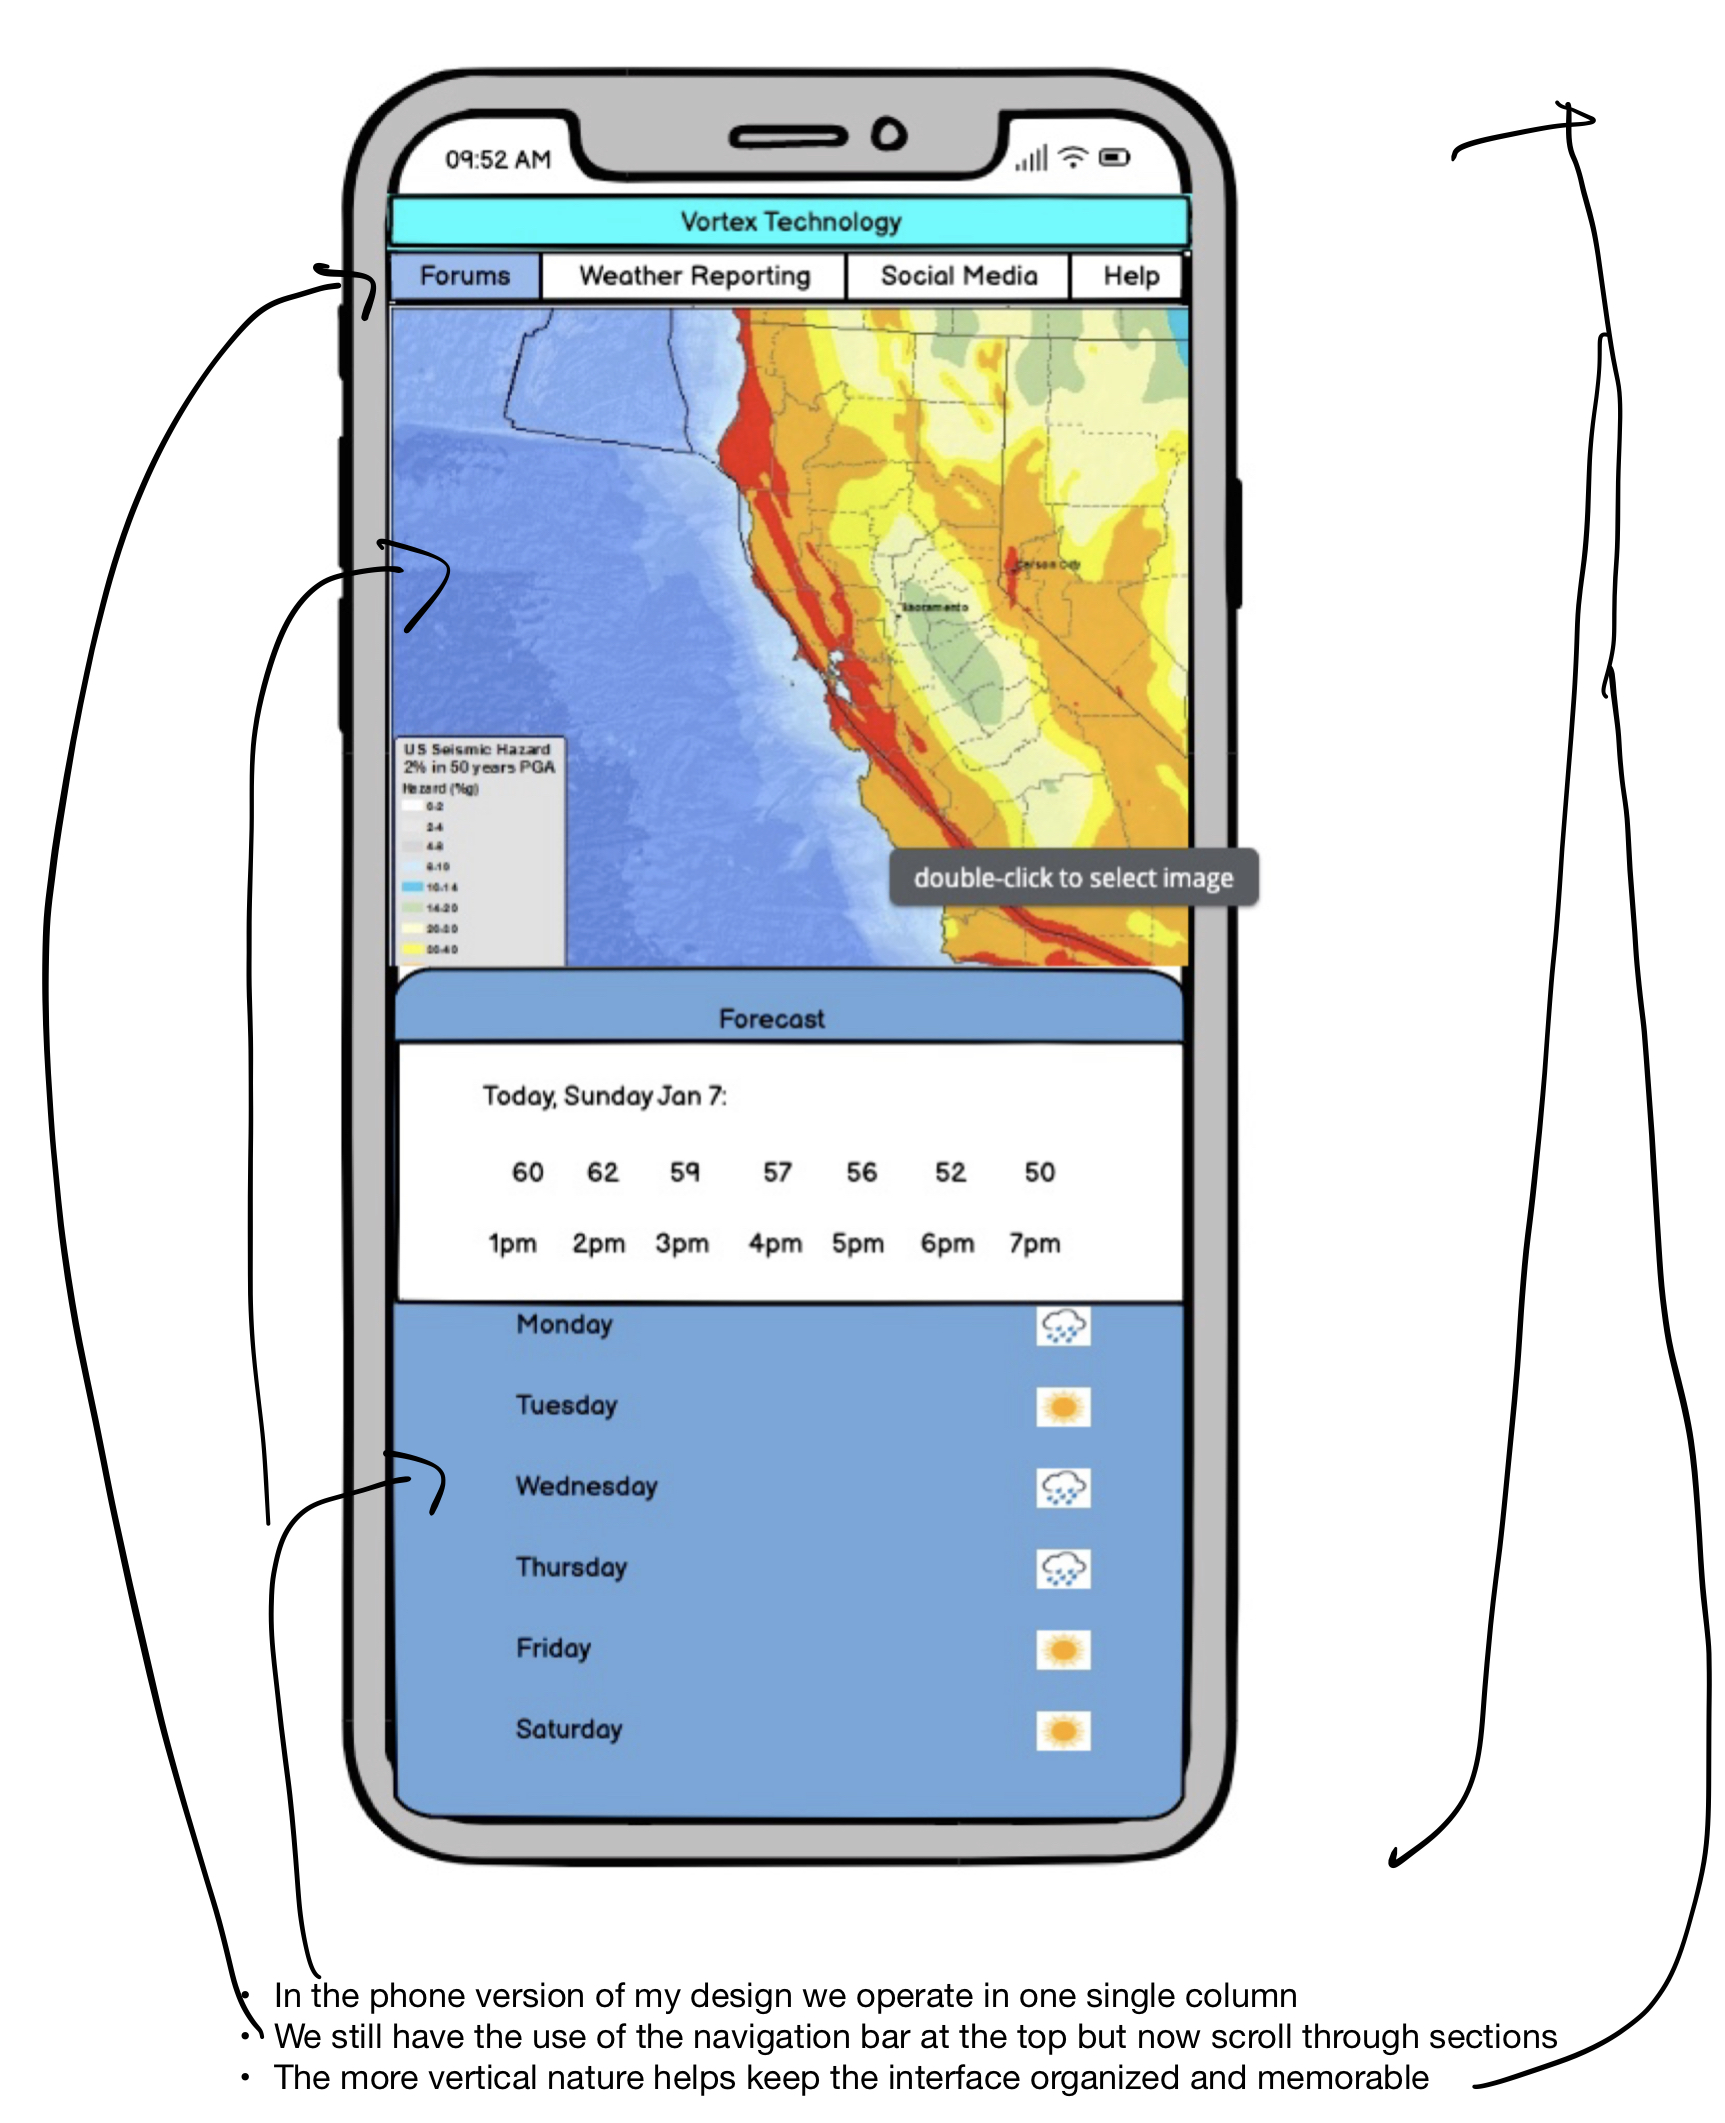 09:52 AM
Vortex Technology
Forums Weather Reporting Social Media Help
Carson City
Sacramento
US Seismic Hazard
2% in 50 years PGA
Hazard (%g)
0-2
2-4
4-8
8-10
10-14
14-20
20-30
30-40
double-click to select image
Forecast
Today, Sunday Jan 7:
60 62 59 57 56 52 50
1pm 2pm 3pm 4pm 5pm 6pm 7pm
Monday
Tuesday
Wednesday
Thursday
Friday
Saturday
• In the phone version of my design we operate in one single column
• We still have the use of the navigation bar at the top but now scroll through sections
• The more vertical nature helps keep the interface organized and memorable